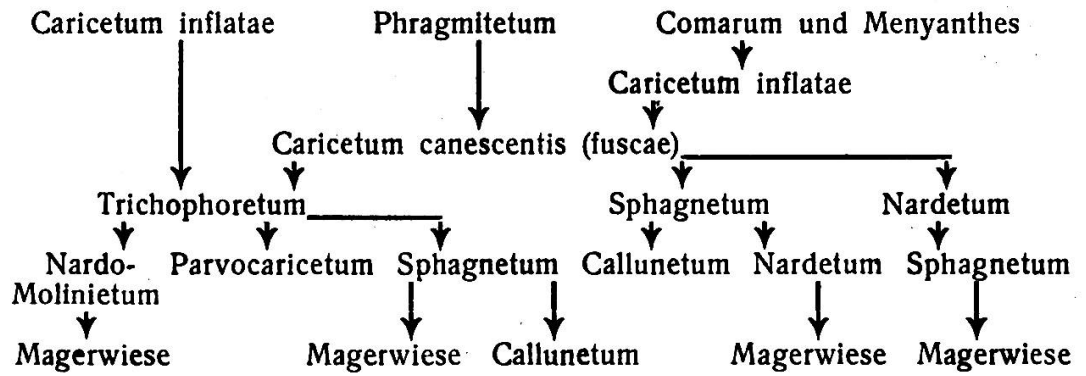 Caricetum inflatae Phragmitetum Comarum und Menyanthes
Caricetum inflatae
Caricetum canescentis (fuscae)
Trichophoretum Sphagnetum Nardetum
Nardo- Parvocaricetum Sphagnetum Callunetum Nardetum Sphagnetum
Molinietum
Magerwiese Magerwiese Callunetum Magerwiese Magerwiese